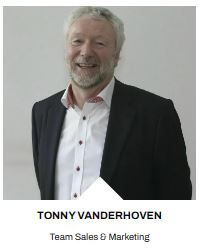 TONNY VANDERHOVEN
Team Sales & Marketing